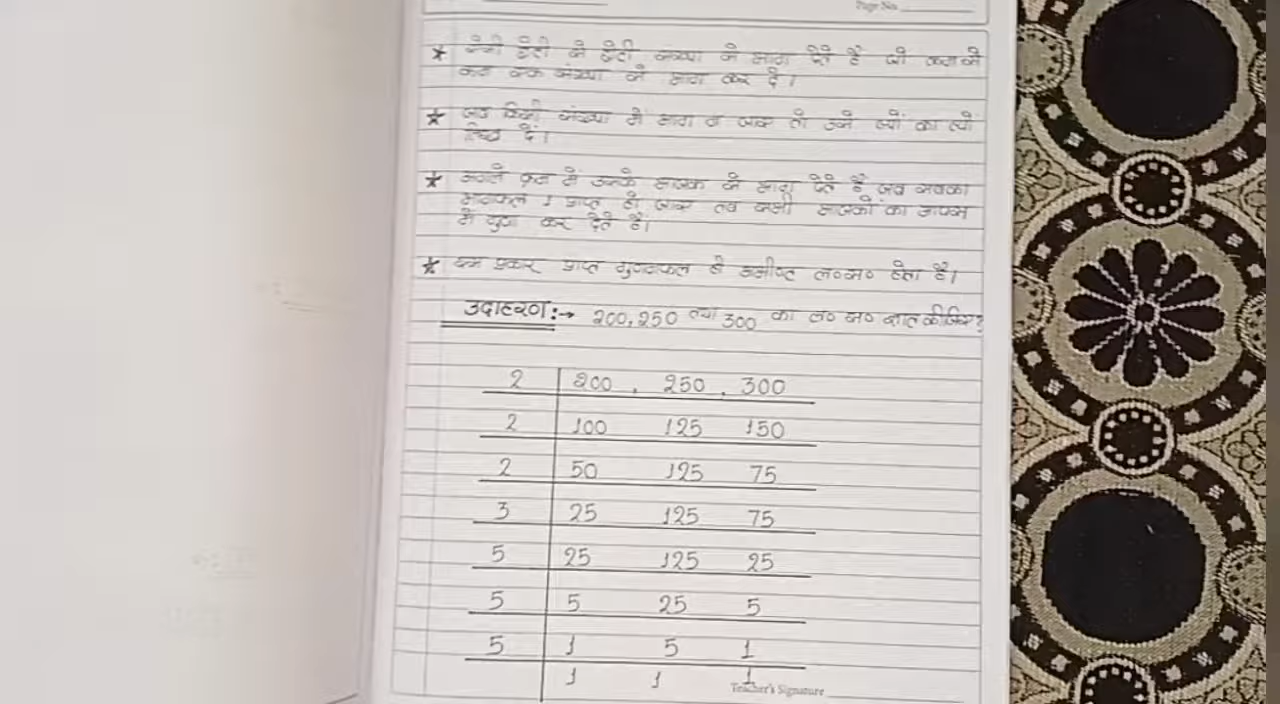 Page No.
★ ऐसी छोटी से छोटी संख्या से भाग देते हैं जो कम से
कम एक संख्या को भाग कर दे।
★ जब किसी संख्या में भाग न जाए तो उसे ज्यों का त्यों
लिख दें।
★ अगले क्रम में उनके भाजक से भाग देते हैं जब सबका
भागफल 1 प्राप्त हो जाए तब सभी भाजकों का आपस
में गुणा कर देते हैं।
★ इस प्रकार प्राप्त गुणनफल ही अभीष्ट ल०स० होता है।
उदाहरण :→ 200, 250 तथा 300 का ल० स० ज्ञात कीजिए?
2 | 200 , 250 , 300
2 | 100 125 150
2 | 50 125 75
3 | 25 125 75
5 | 25 125 25
5 | 5 25 5
5 | 1 5 1
| 1 1 1
Teacher's Signature